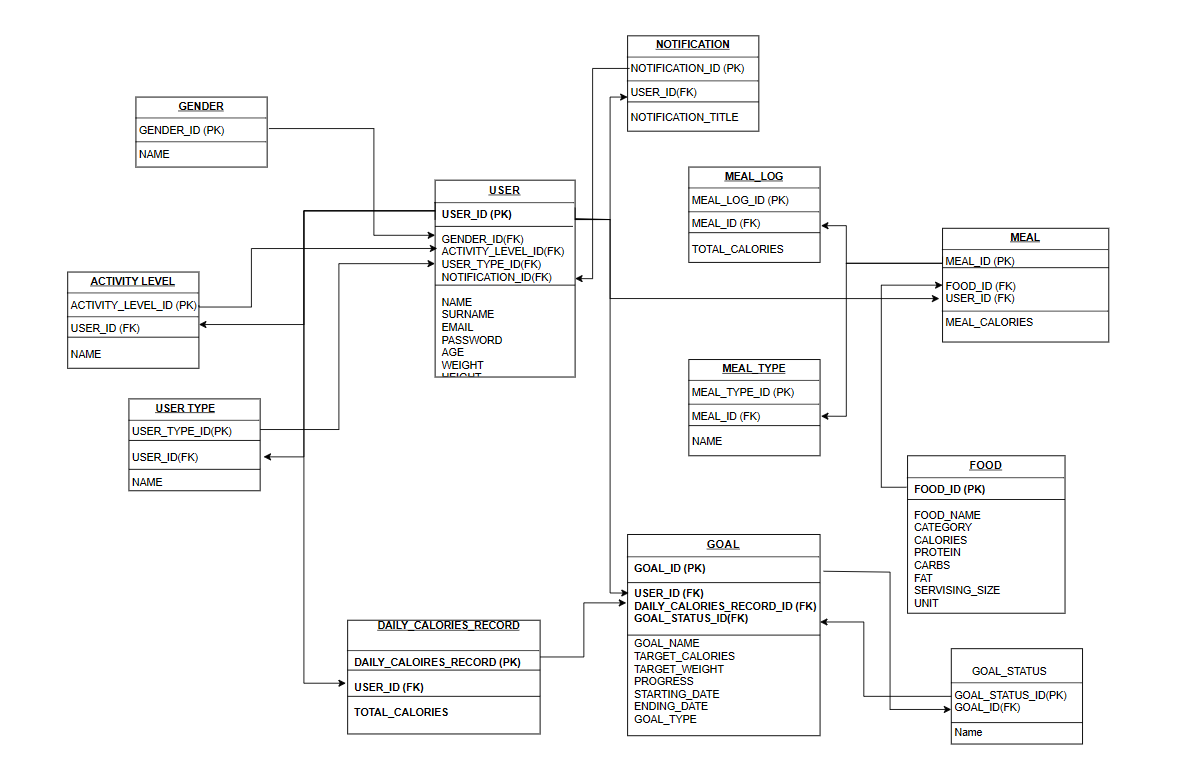 NOTIFICATION
NOTIFICATION_ID (PK)
USER_ID(FK)
NOTIFICATION_TITLE
GENDER
GENDER_ID (PK)
NAME
USER
USER_ID (PK)
GENDER_ID(FK)
ACTIVITY_LEVEL_ID(FK)
USER_TYPE_ID(FK)
NOTIFICATION_ID(FK)
NAME
SURNAME
EMAIL
PASSWORD
AGE
WEIGHT
HEIGHT
MEAL_LOG
MEAL_LOG_ID (PK)
MEAL_ID (FK)
TOTAL_CALORIES
MEAL
MEAL_ID (PK)
FOOD_ID (FK)
USER_ID (FK)
MEAL_CALORIES
ACTIVITY LEVEL
ACTIVITY_LEVEL_ID (PK)
USER_ID (FK)
NAME
MEAL_TYPE
MEAL_TYPE_ID (PK)
MEAL_ID (FK)
NAME
USER TYPE
USER_TYPE_ID(PK)
USER_ID(FK)
NAME
FOOD
FOOD_ID (PK)
FOOD_NAME
CATEGORY
CALORIES
PROTEIN
CARBS
FAT
SERVISING_SIZE
UNIT
GOAL
GOAL_ID (PK)
USER_ID (FK)
DAILY_CALORIES_RECORD_ID (FK)
GOAL_STATUS_ID(FK)
GOAL_NAME
TARGET_CALORIES
TARGET_WEIGHT
PROGRESS
STARTING_DATE
ENDING_DATE
GOAL_TYPE
DAILY_CALORIES_RECORD
DAILY_CALOIRES_RECORD (PK)
USER_ID (FK)
TOTAL_CALORIES
GOAL_STATUS
GOAL_STATUS_ID(PK)
GOAL_ID(FK)
Name